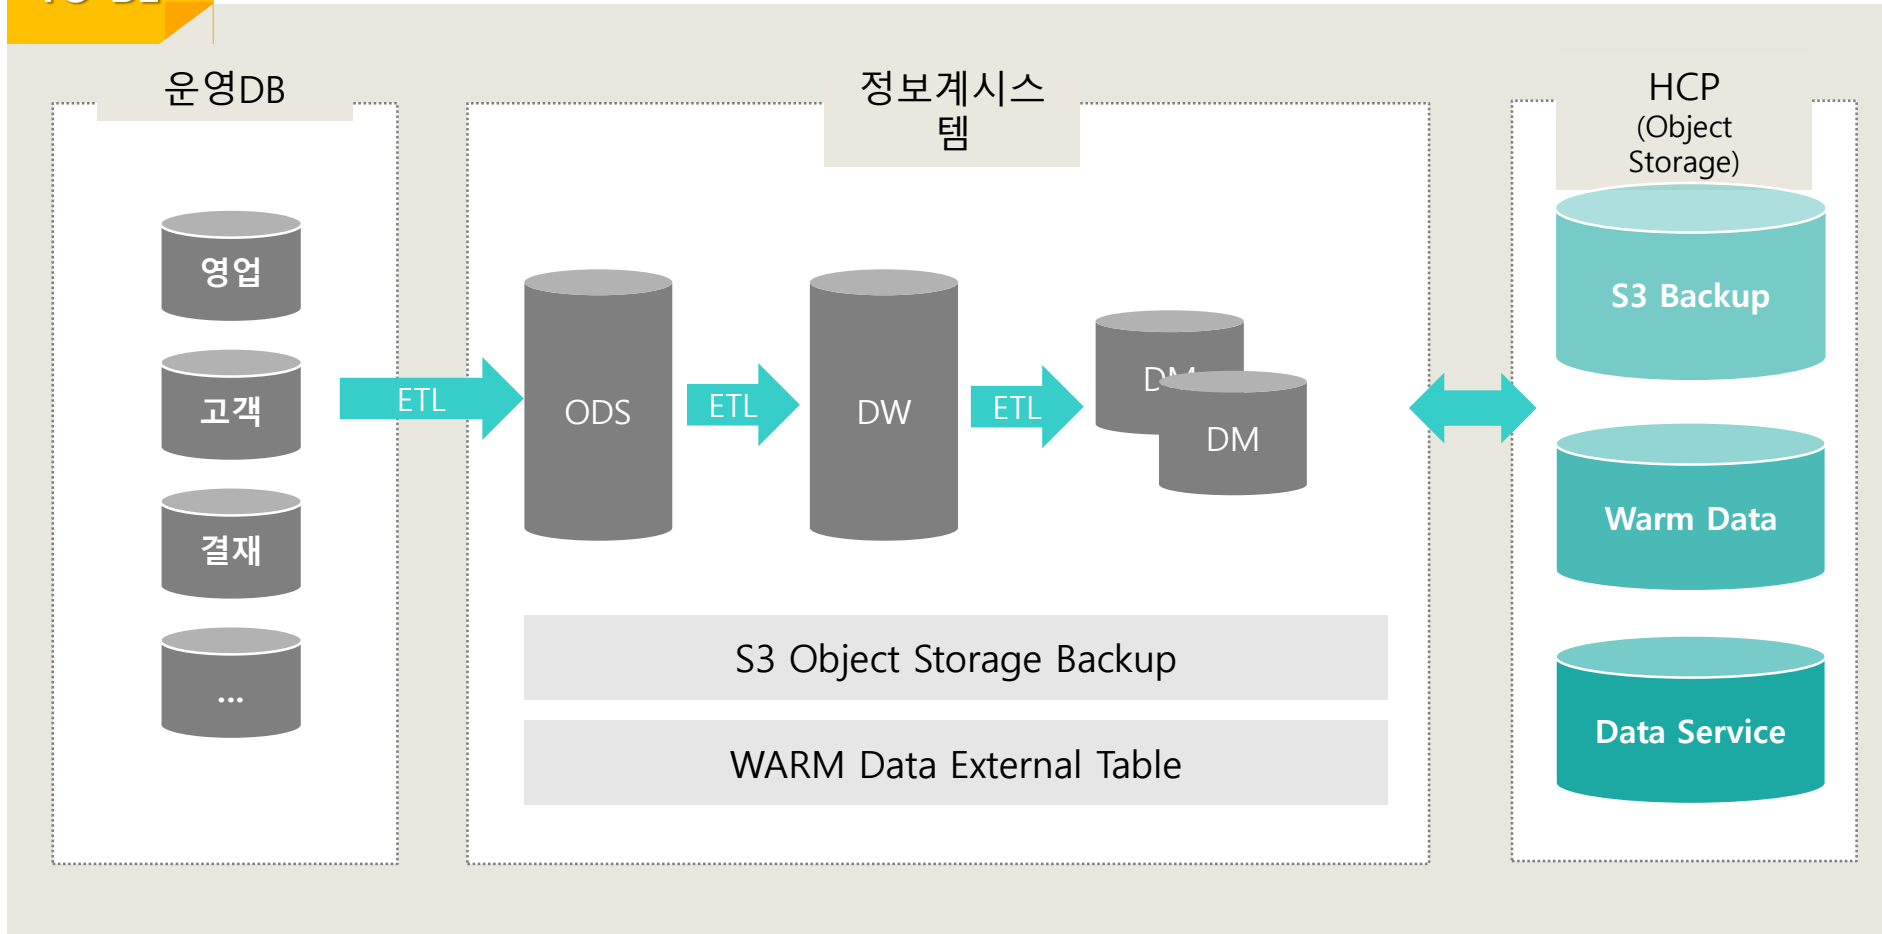 운영DB
영업
고객
결재
...
ETL
정보계시스
템
ODS
ETL
DW
ETL
DM
DM
S3 Object Storage Backup
WARM Data External Table
HCP
(Object
Storage)
S3 Backup
Warm Data
Data Service